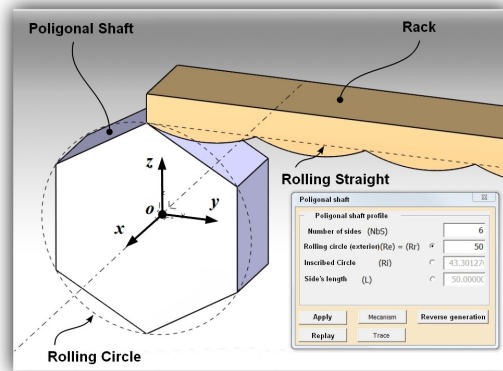 Poligonal Shaft
Rack
z
y
o
x
Rolling Straight
Rolling Circle
Poligonal shaft
Poligonal shaft profile
Number of sides (NbS) 6
Rolling circle (exterior)(Re) = (Rr) 50
Inscribed Circle (Ri) 43.30127
Side's length (L) 50.00000
Apply Mecanism Reverse generation
Replay Trace